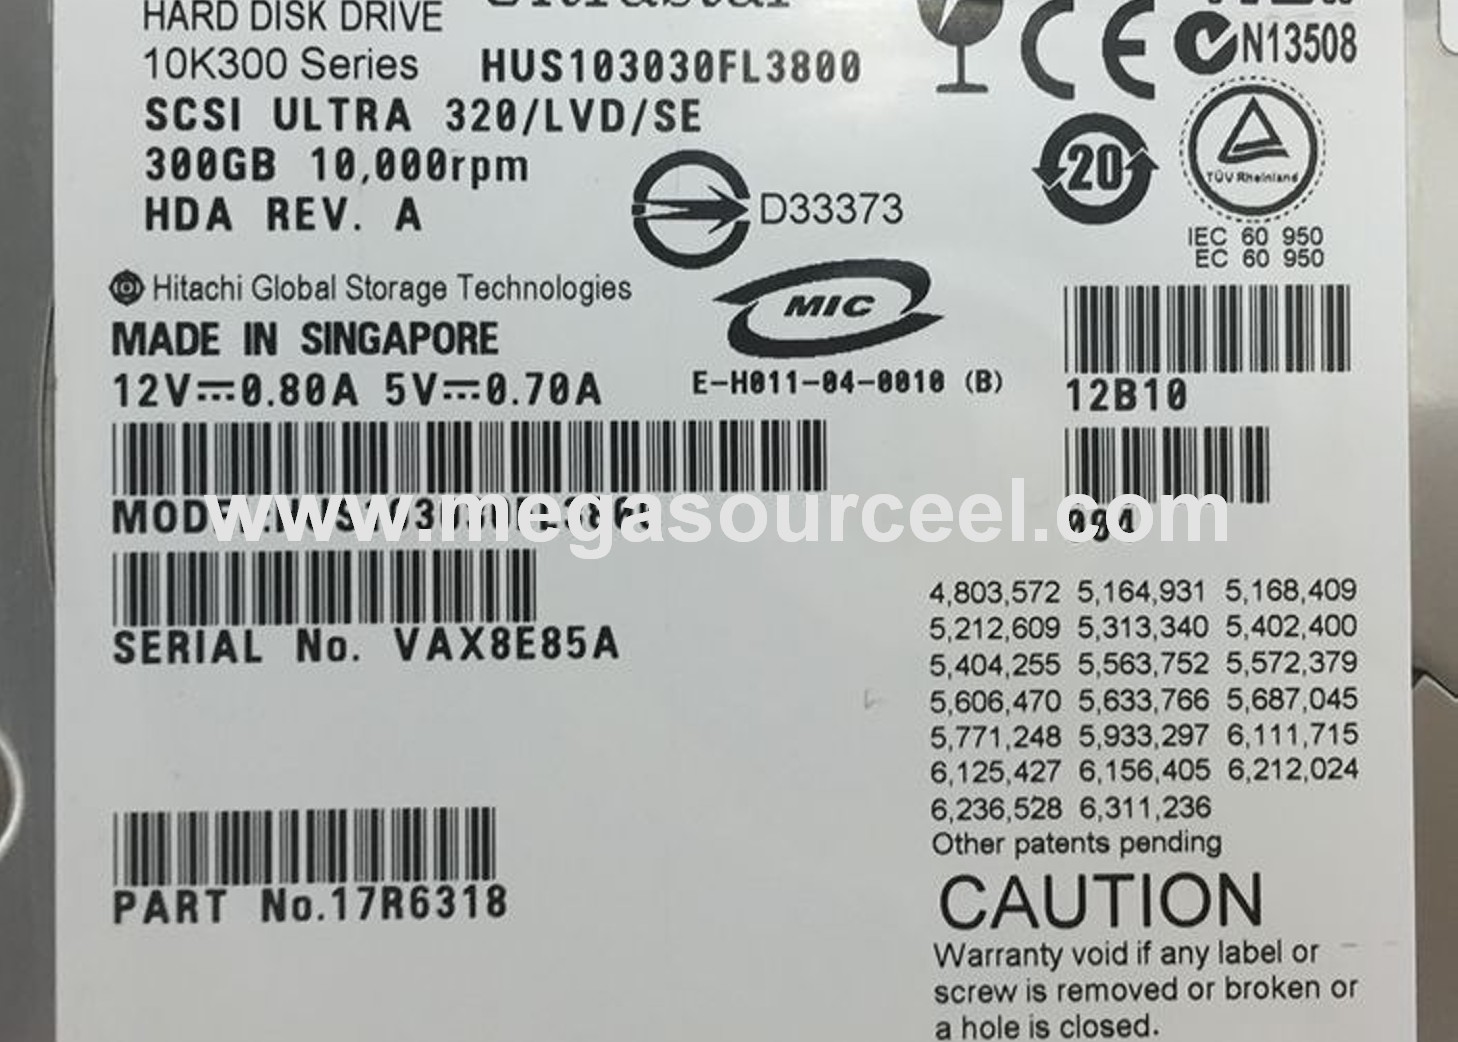 HARD DISK DRIVE
10K300 Series HUS103030FL3800
SCSI ULTRA 320/LVD/SE
300GB 10,000rpm
HDA REV. A
N13508
20
TÜV Rheinland
IEC 60 950
EC 60 950
D33373
Hitachi Global Storage Technologies
MADE IN SINGAPORE
12V⎓0.80A 5V⎓0.70A
MIC
E-H011-04-0010 (B)
12B10
www.megasourceel.com
SERIAL No. VAX8E85A
4,803,572 5,164,931 5,168,409
5,212,609 5,313,340 5,402,400
5,404,255 5,563,752 5,572,379
5,606,470 5,633,766 5,687,045
5,771,248 5,933,297 6,111,715
6,125,427 6,156,405 6,212,024
6,236,528 6,311,236
Other patents pending
PART No.17R6318
CAUTION
Warranty void if any label or
screw is removed or broken or
a hole is closed.